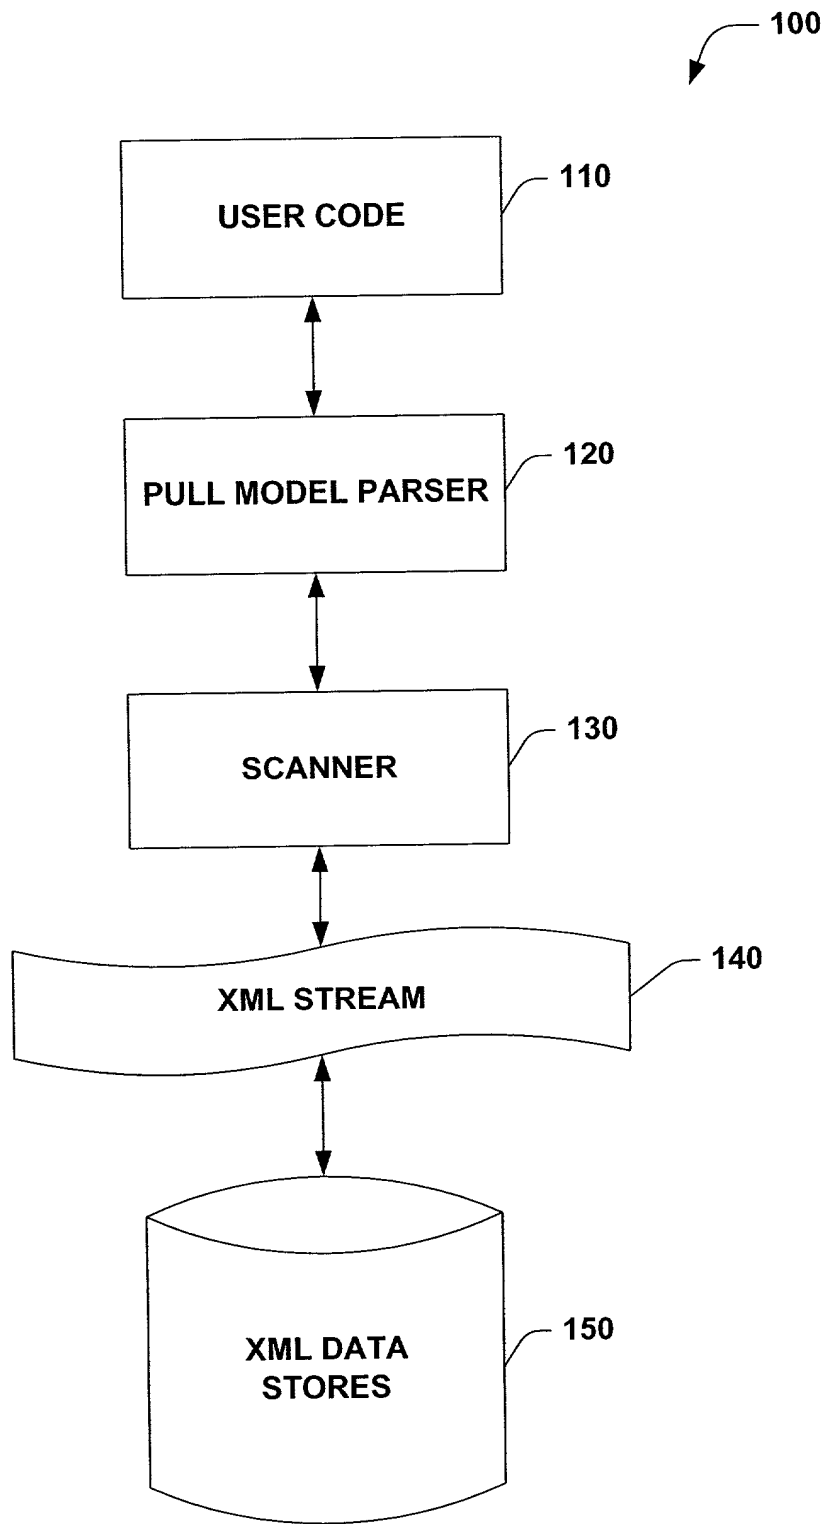 100
USER CODE
110
PULL MODEL PARSER
120
SCANNER
130
XML STREAM
140
XML DATA
STORES
150